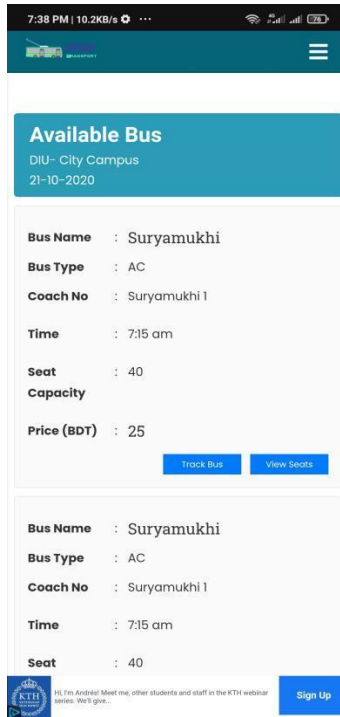 7:38 PM | 10.2KB/s ···
4G 76
TRANSPORT
Available Bus
DIU- City Campus
21-10-2020
Bus Name : Suryamukhi
Bus Type : AC
Coach No : Suryamukhi 1
Time : 7:15 am
Seat Capacity : 40
Price (BDT) : 25
Track Bus View Seats
Bus Name : Suryamukhi
Bus Type : AC
Coach No : Suryamukhi 1
Time : 7:15 am
Seat : 40
KTH
Hi, I'm Andrés! Meet me, other students and staff in the KTH webinar
series. We'll give...
Sign Up